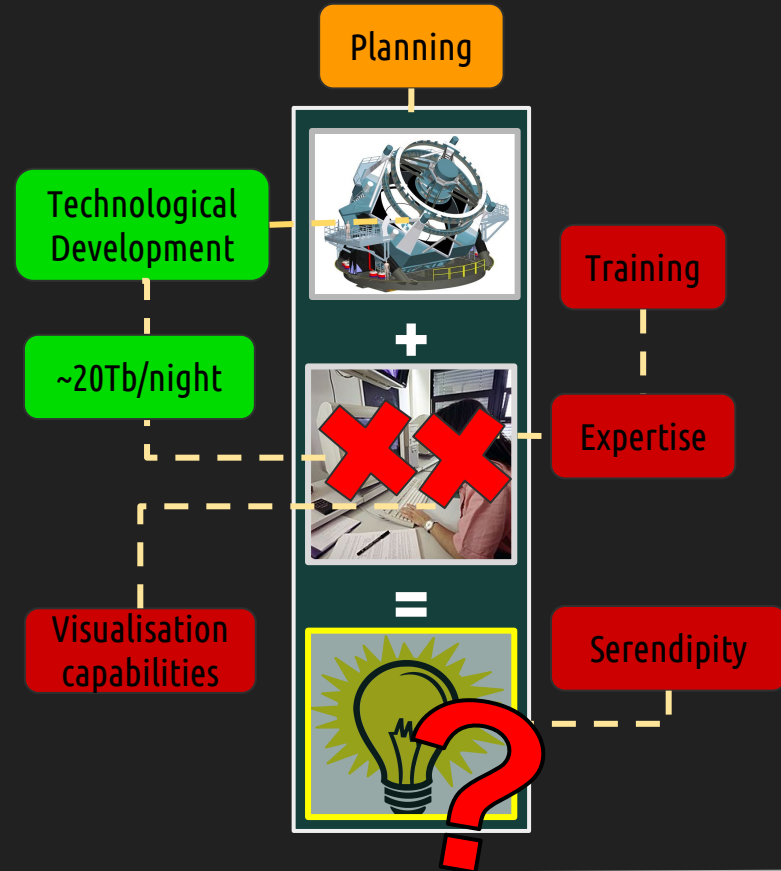 Planning
Technological
Development
Training
+
~20Tb/night
Expertise
=
Visualisation
capabilities
Serendipity
?